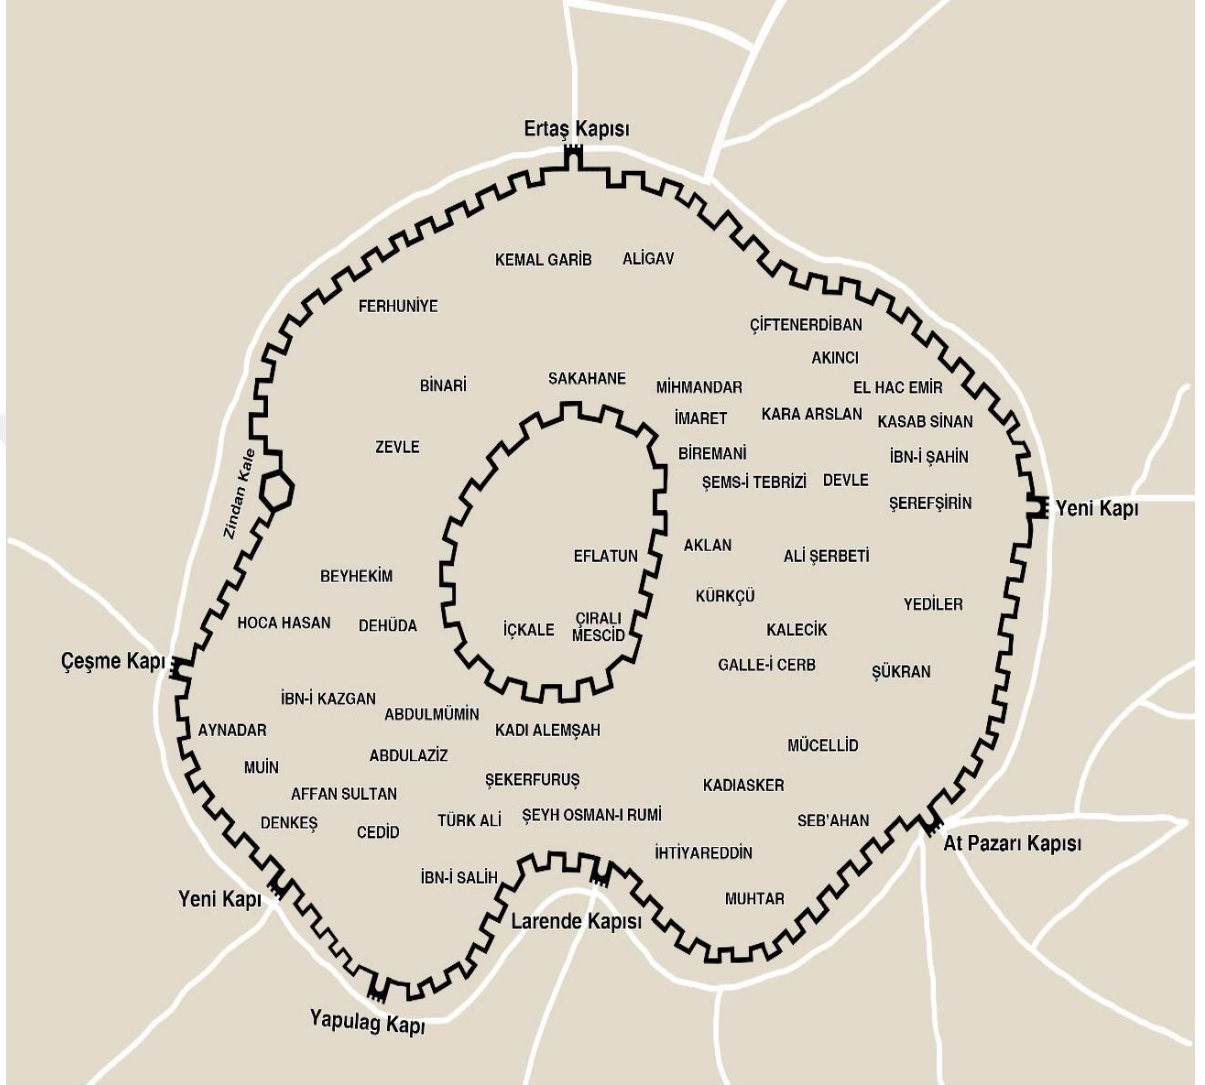 Ertaş Kapısı
KEMAL GARİB
ALİGAV
FERHUNİYE
ÇİFTENERDİBAN
AKINCI
BİNARİ
SAKAHANE
MİHMANDAR
EL HAC EMİR
İMARET
KARA ARSLAN
KASAB SİNAN
ZEVLE
BİREMANİ
İBN-İ ŞAHİN
ŞEMS-İ TEBRİZİ
DEVLE
Zindan Kale
ŞEREFŞİRİN
Yeni Kapı
AKLAN
EFLATUN
ALİ ŞERBETİ
BEYHEKİM
KÜRKÇÜ
YEDİLER
HOCA HASAN
DEHÜDA
İÇKALE
ÇIRALI
MESCİD
KALECİK
Çeşme Kapı
GALLE-İ CERB
ŞÜKRAN
İBN-İ KAZGAN
ABDULMÜMİN
AYNADAR
KADI ALEMŞAH
MÜCELLİD
ABDULAZİZ
MUİN
ŞEKERFURUŞ
KADIASKER
AFFAN SULTAN
DENKEŞ
CEDİD
TÜRK ALİ
ŞEYH OSMAN-I RUMİ
SEB'AHAN
At Pazarı Kapısı
İHTİYAREDDİN
İBN-İ SALİH
Yeni Kapı
MUHTAR
Larende Kapısı
Yapulag Kapı